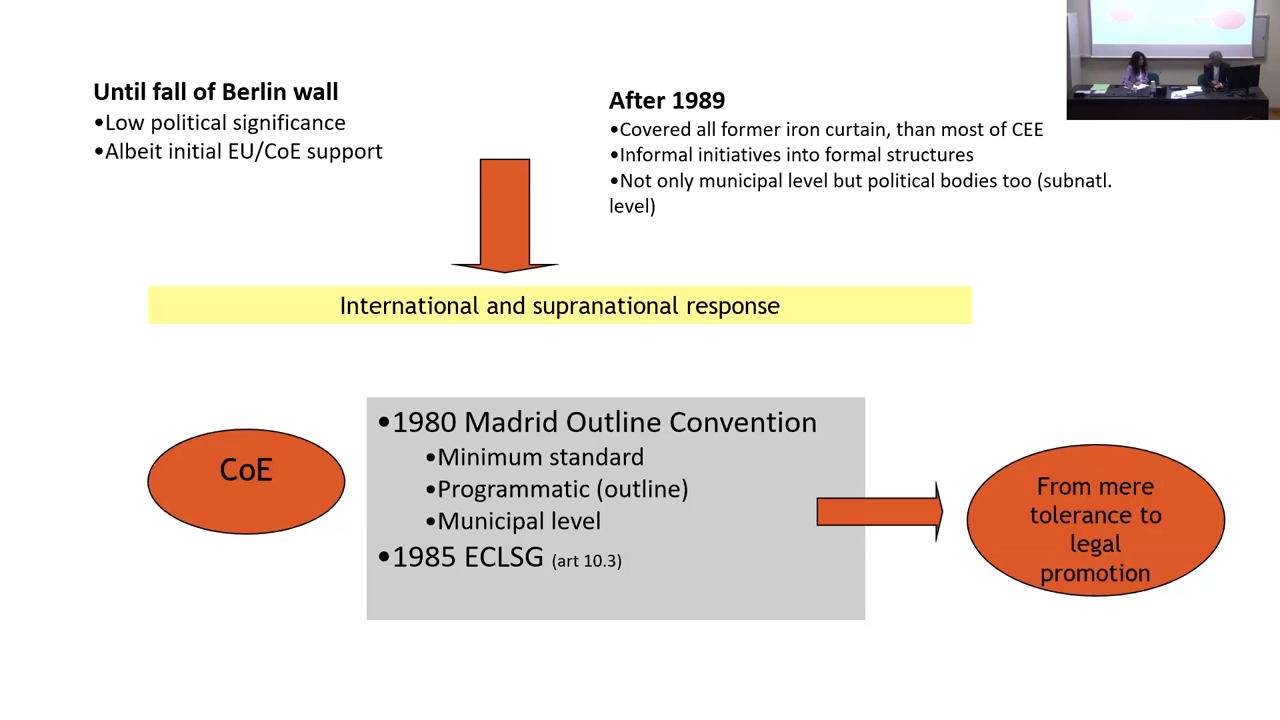 Until fall of Berlin wall
•Low political significance
•Albeit initial EU/CoE support
After 1989
•Covered all former iron curtain, than most of CEE
•Informal initiatives into formal structures
•Not only municipal level but political bodies too (subnatl.
level)
International and supranational response
CoE
•1980 Madrid Outline Convention
•Minimum standard
•Programmatic (outline)
•Municipal level
•1985 ECLSG (art 10.3)
From mere
tolerance to
legal
promotion